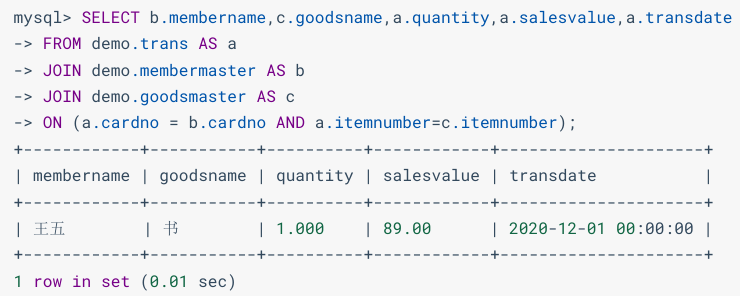 mysql> SELECT b.membername,c.goodsname,a.quantity,a.salesvalue,a.transdate
-> FROM demo.trans AS a
-> JOIN demo.membermaster AS b
-> JOIN demo.goodsmaster AS c
-> ON (a.cardno = b.cardno AND a.itemnumber=c.itemnumber);
+------------+-----------+----------+------------+---------------------+
| membername | goodsname | quantity | salesvalue | transdate           |
+------------+-----------+----------+------------+---------------------+
| 王五        | 书        | 1.000    | 89.00      | 2020-12-01 00:00:00 |
+------------+-----------+----------+------------+---------------------+
1 row in set (0.01 sec)